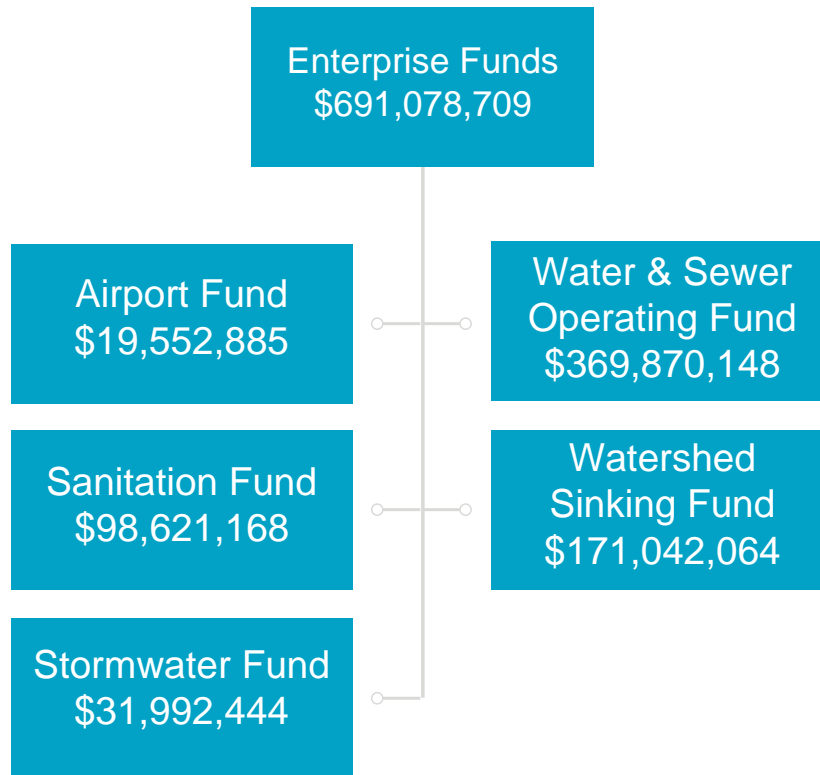 Enterprise Funds
$691,078,709
Airport Fund
$19,552,885
Water & Sewer
Operating Fund
$369,870,148
Sanitation Fund
$98,621,168
Watershed
Sinking Fund
$171,042,064
Stormwater Fund
$31,992,444